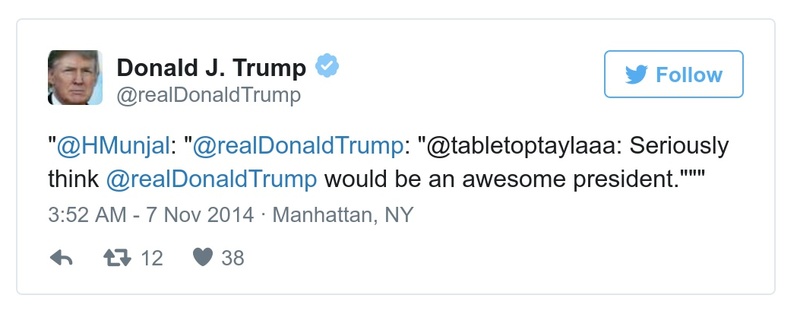 Donald J. Trump
@realDonaldTrump
Follow
"@HMunjal: "@realDonaldTrump: "@tabletoptaylaaa: Seriously
think @realDonaldTrump would be an awesome president."""
3:52 AM - 7 Nov 2014 · Manhattan, NY
12 38